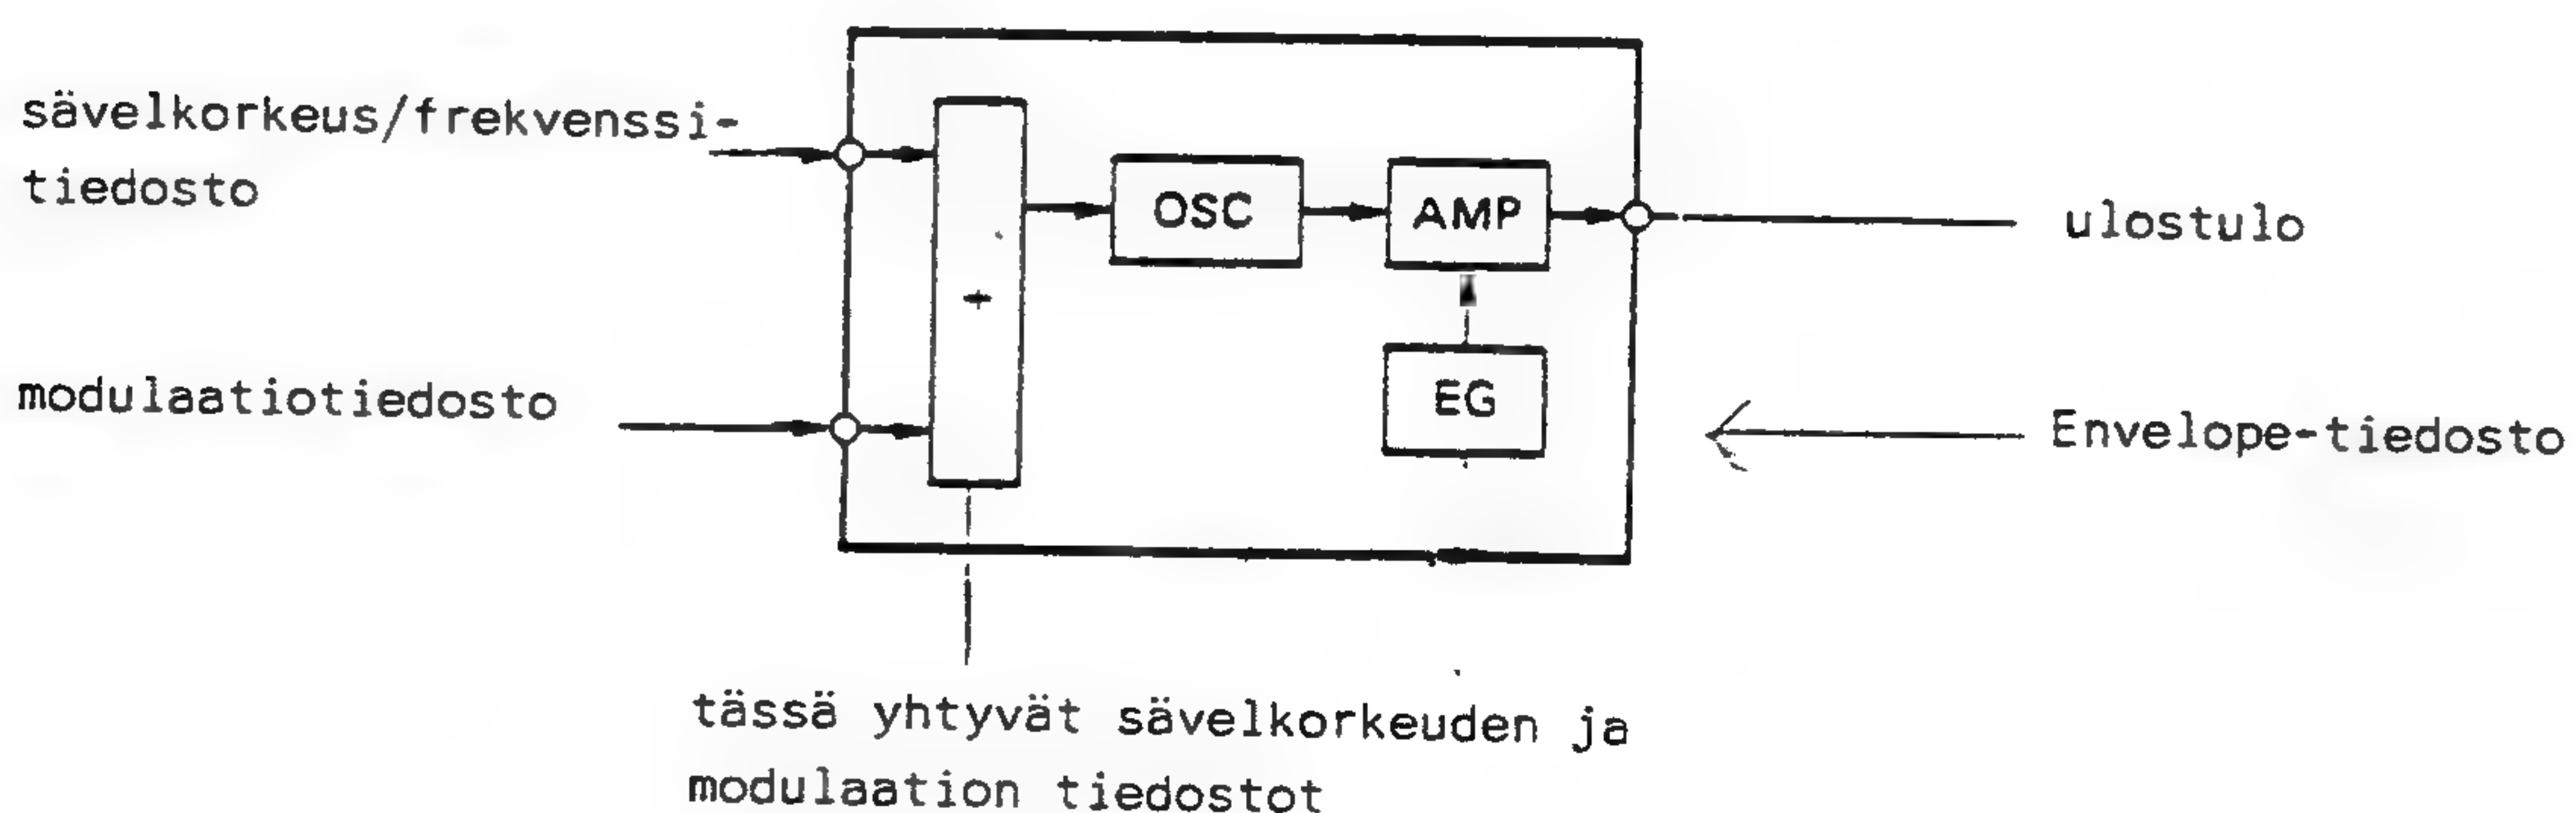 sävelkorkeus/frekvenssi-
tiedosto
OSC
AMP
ulostulo
+
modulaatiotiedosto
EG
Envelope-tiedosto
tässä yhtyvät sävelkorkeuden ja
modulaation tiedostot